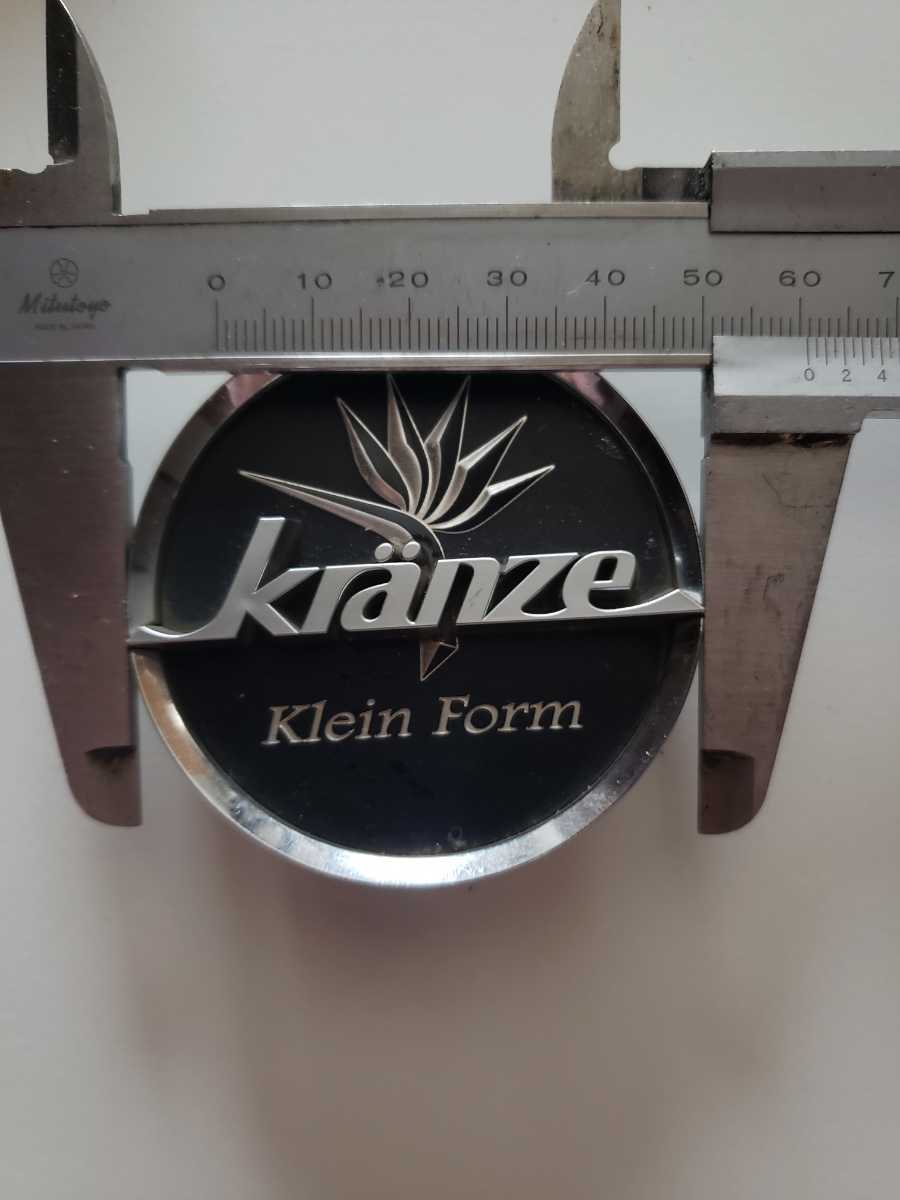 0 10 20 30 40 50 60 7
Mitutoyo
0 2 4
kränze
Klein Form